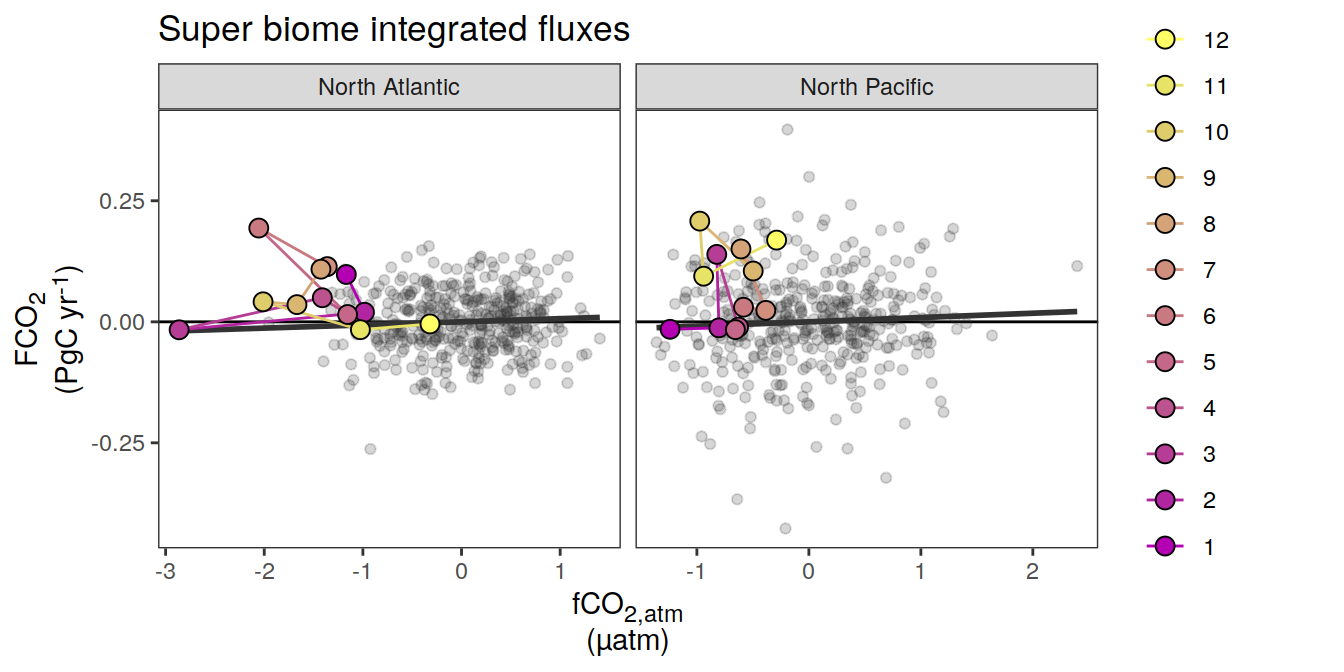 Super biome integrated fluxes
North Atlantic
North Pacific
FCO2
(PgC yr-1)
0.25
0.00
-0.25
-3 -2 -1 0 1
-1 0 1 2
fCO2,atm
(µatm)
12
11
10
9
8
7
6
5
4
3
2
1